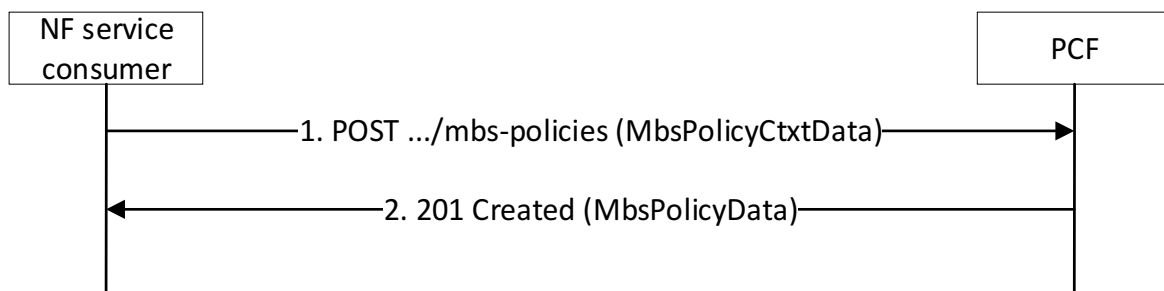 NF service
consumer
PCF
1. POST .../mbs-policies (MbsPolicyCtxtData)
2. 201 Created (MbsPolicyData)